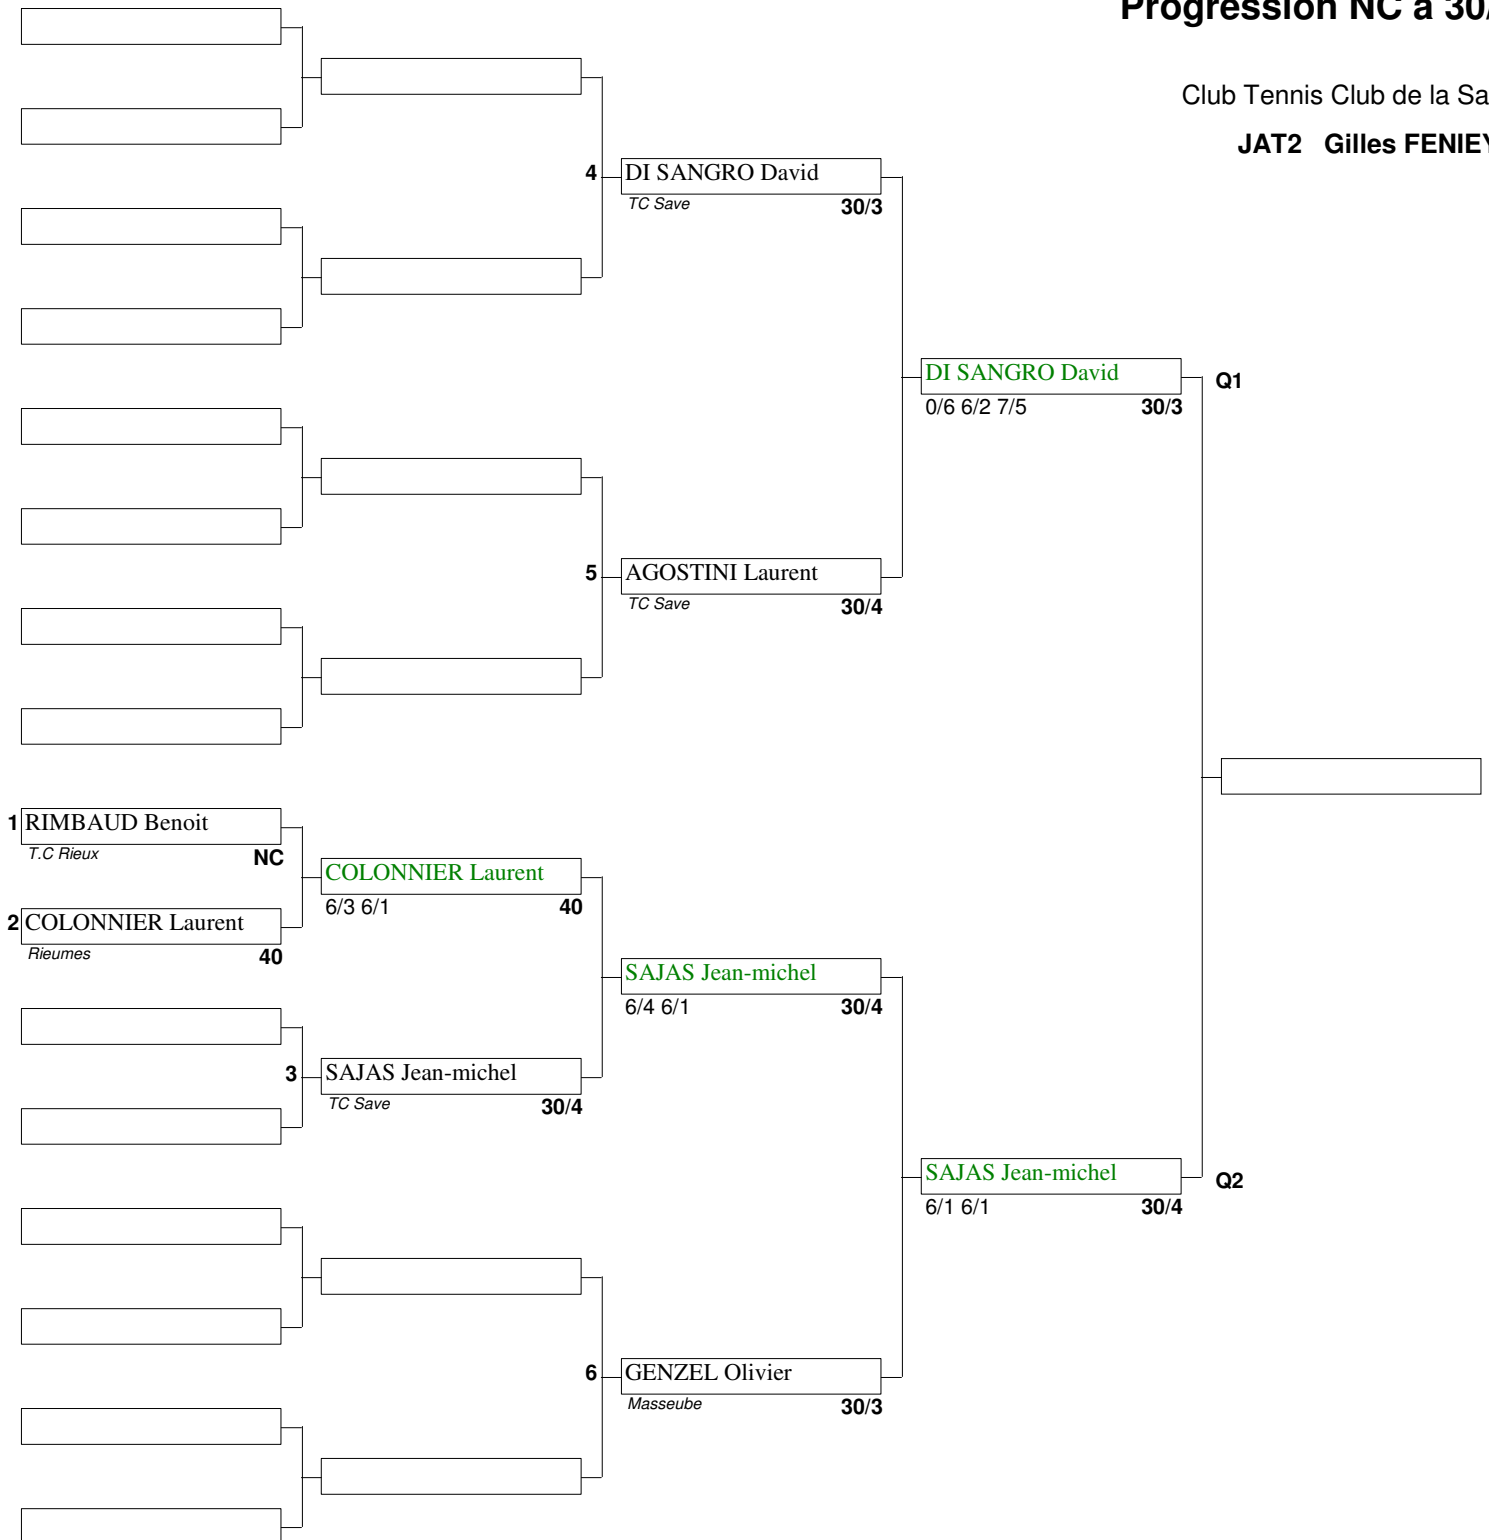 Progression NC à 30/
Club Tennis Club de la Sa
JAT2 Gilles FENIEY
4 DI SANGRO David
TC Save 30/3
DI SANGRO David Q1
0/6 6/2 7/5 30/3
5 AGOSTINI Laurent
TC Save 30/4
1 RIMBAUD Benoit
T.C Rieux NC
COLONNIER Laurent
6/3 6/1 40
2 COLONNIER Laurent
Rieumes 40
SAJAS Jean-michel
6/4 6/1 30/4
3 SAJAS Jean-michel
TC Save 30/4
SAJAS Jean-michel Q2
6/1 6/1 30/4
6 GENZEL Olivier
Masseube 30/3